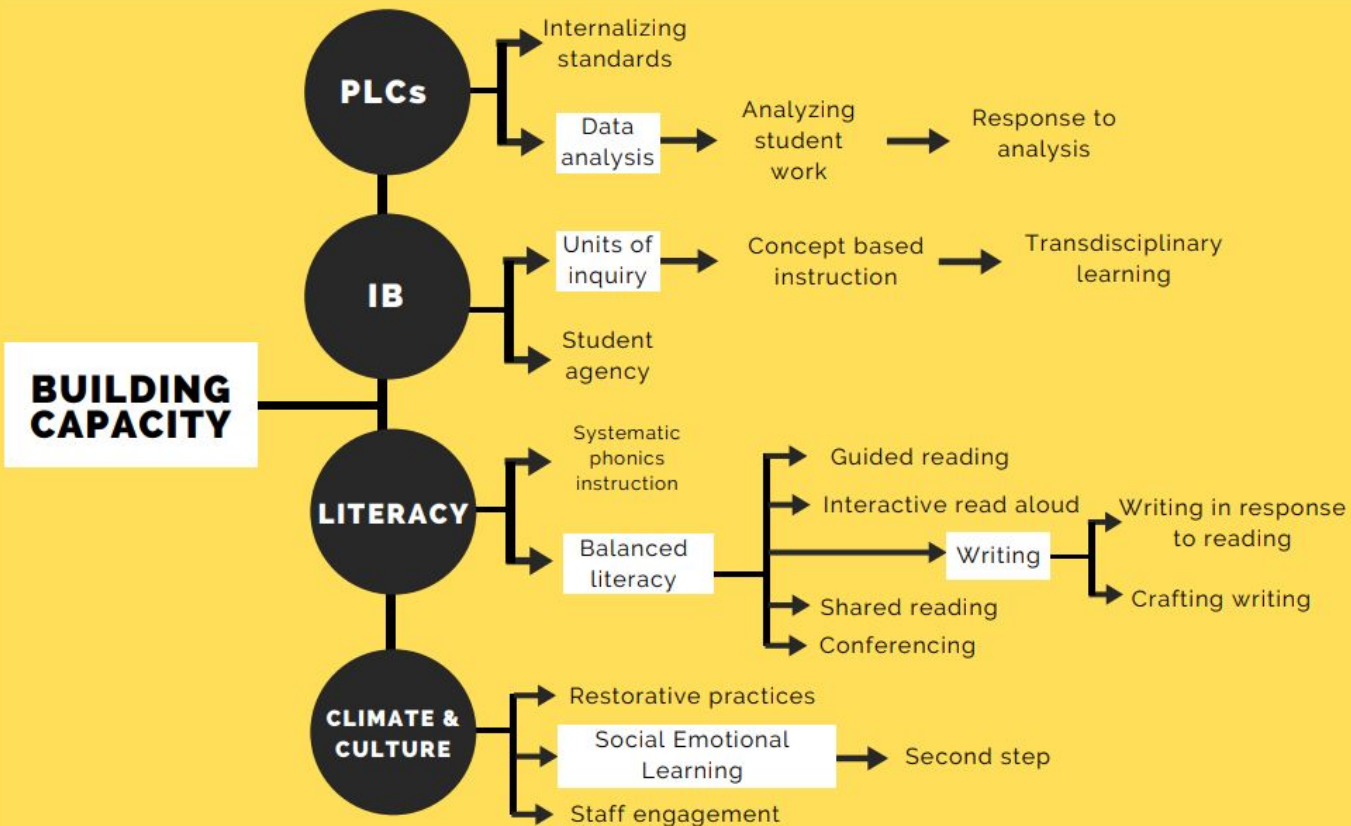 PLCs
Internalizing
standards
Data
analysis
Analyzing
student
work
Response to
analysis
IB
Units of
inquiry
Concept based
instruction
Transdisciplinary
learning
Student
agency
BUILDING
CAPACITY
LITERACY
Systematic
phonics
instruction
Balanced
literacy
Guided reading
Interactive read aloud
Writing
Writing in response
to reading
Crafting writing
Shared reading
Conferencing
CLIMATE &
CULTURE
Restorative practices
Social Emotional
Learning
Second step
Staff engagement